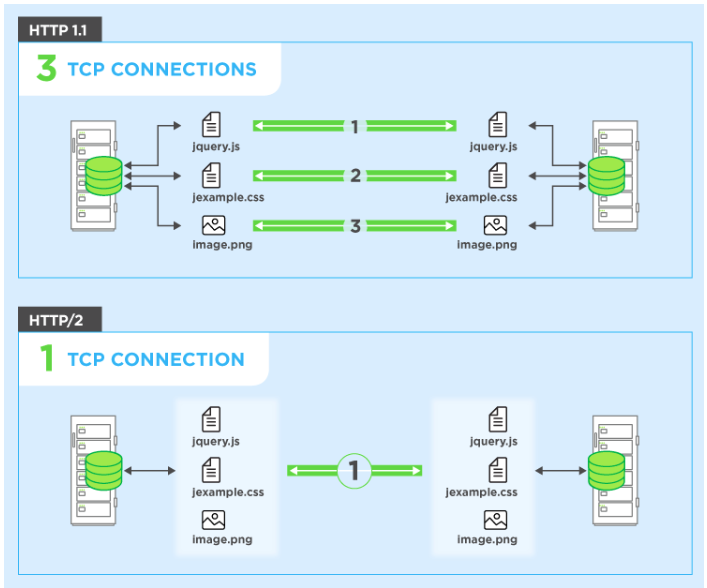 HTTP 1.1
3 TCP CONNECTIONS
jquery.js
1
jquery.js
jexample.css
2
jexample.css
image.png
3
image.png
HTTP/2
1 TCP CONNECTION
jquery.js
jquery.js
jexample.css
1
jexample.css
image.png
image.png